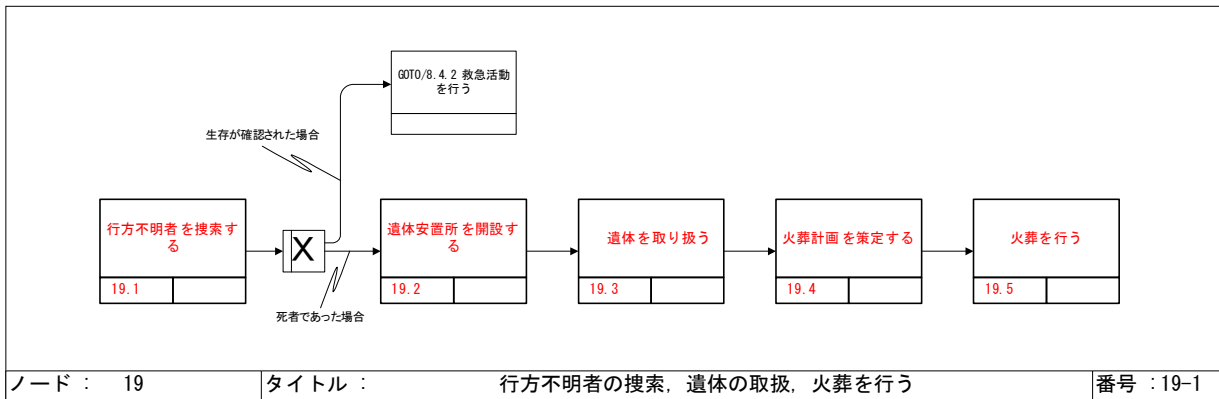 GOTO/8.4.2 救急活動
を行う
生存が確認された場合
行方不明者を捜索す
る
19.1
X
死者であった場合
遺体安置所を開設す
る
19.2
遺体を取り扱う
19.3
火葬計画を策定する
19.4
火葬を行う
19.5
ノード : 19
タイトル : 行方不明者の捜索, 遺体の取扱, 火葬を行う
番号 :19-1